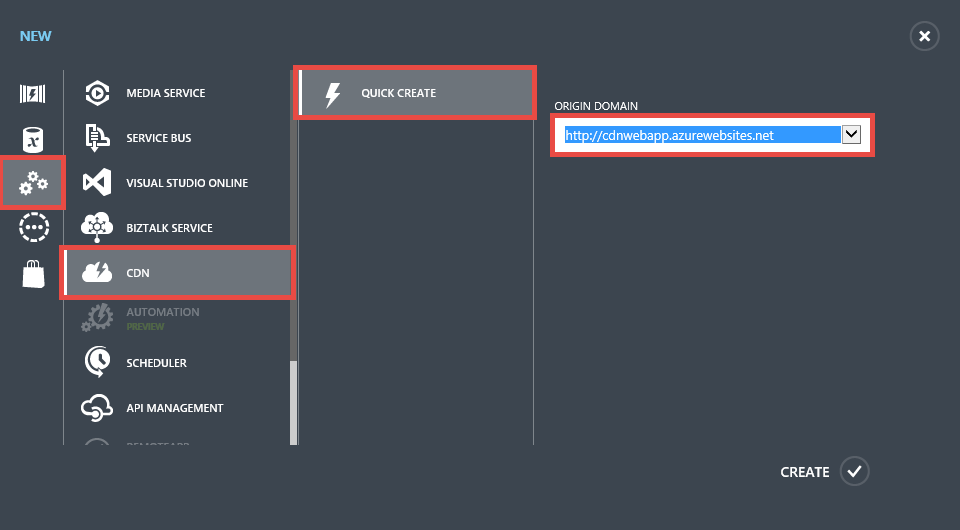 NEW
MEDIA SERVICE
SERVICE BUS
VISUAL STUDIO ONLINE
BIZTALK SERVICE
CDN
AUTOMATION
PREVIEW
SCHEDULER
API MANAGEMENT
QUICK CREATE
ORIGIN DOMAIN
http://cdnwebapp.azurewebsites.net
CREATE